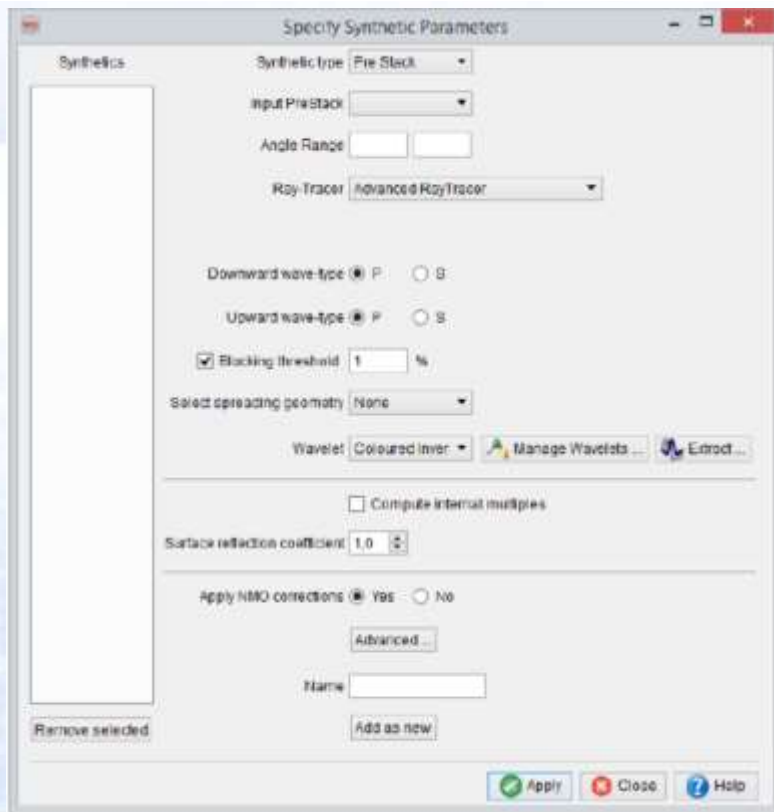 Specify Synthetic Parameters
Synthetics
Synthetic type Pre Stack
Input PreStack
Angle Range
Ray-Tracer Advanced RayTracer
Downward wave-type P S
Upward wave-type P S
Blocking threshold 1 %
Select spreading geometry None
Wavelet Coloured Inver Manage Wavelets ... Extract ...
Compute internal multiples
Surface reflection coefficient 1,0
Apply NMO corrections Yes No
Advanced ...
Name
Remove selected Add as new
Apply Close Help